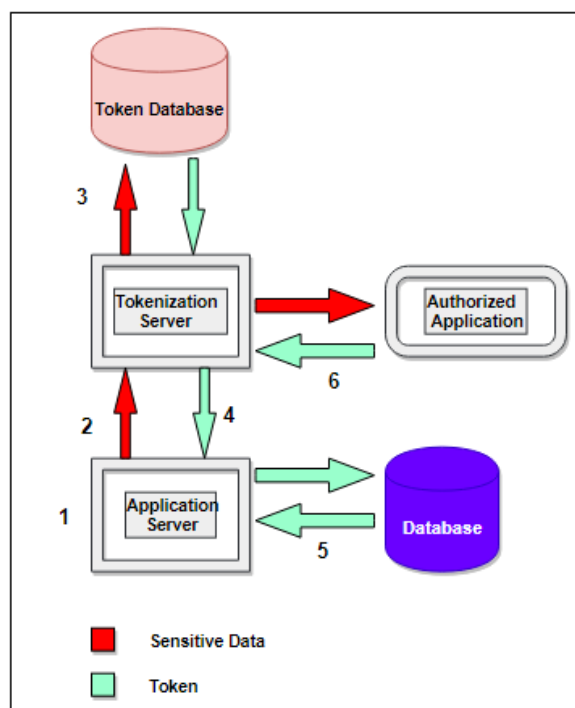 Token Database
3
Tokenization
Server
Authorized
Application
6
2
4
1
Application
Server
Database
5
Sensitive Data
Token